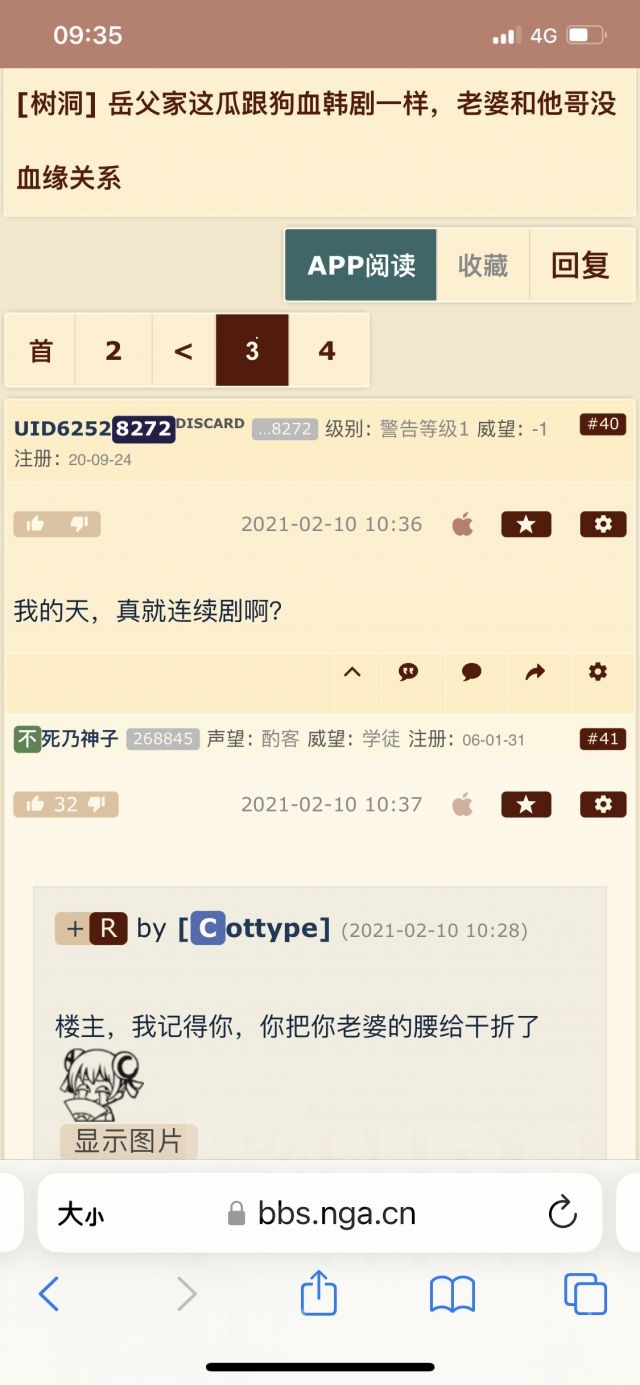 09:35 4G
[树洞] 岳父家这瓜跟狗血韩剧一样，老婆和他哥没
血缘关系
APP阅读 收藏 回复
首 2 < 3 4
UID62528272 DISCARD ...8272 级别: 警告等级1 威望: -1 #40
注册: 20-09-24
2021-02-10 10:36
我的天，真就连续剧啊？
不死乃神子 268845 声望: 酌客 威望: 学徒 注册: 06-01-31 #41
32 2021-02-10 10:37
+ R by [Cottype] (2021-02-10 10:28)
楼主，我记得你，你把你老婆的腰给干折了
显示图片
大小 bbs.nga.cn